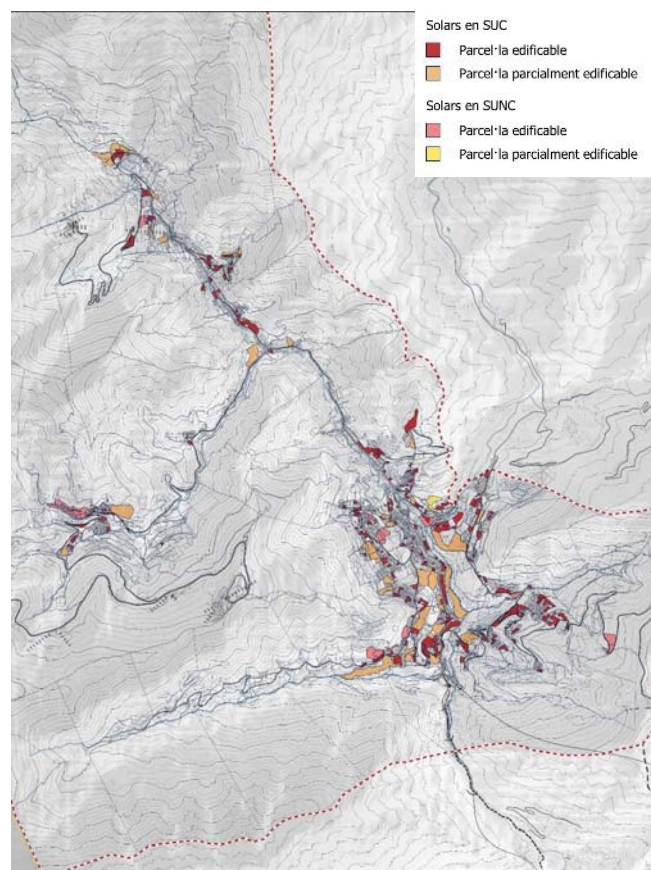 Solars en SUC
Parcel·la edificable
Parcel·la parcialment edificable
Solars en SUNC
Parcel·la edificable
Parcel·la parcialment edificable